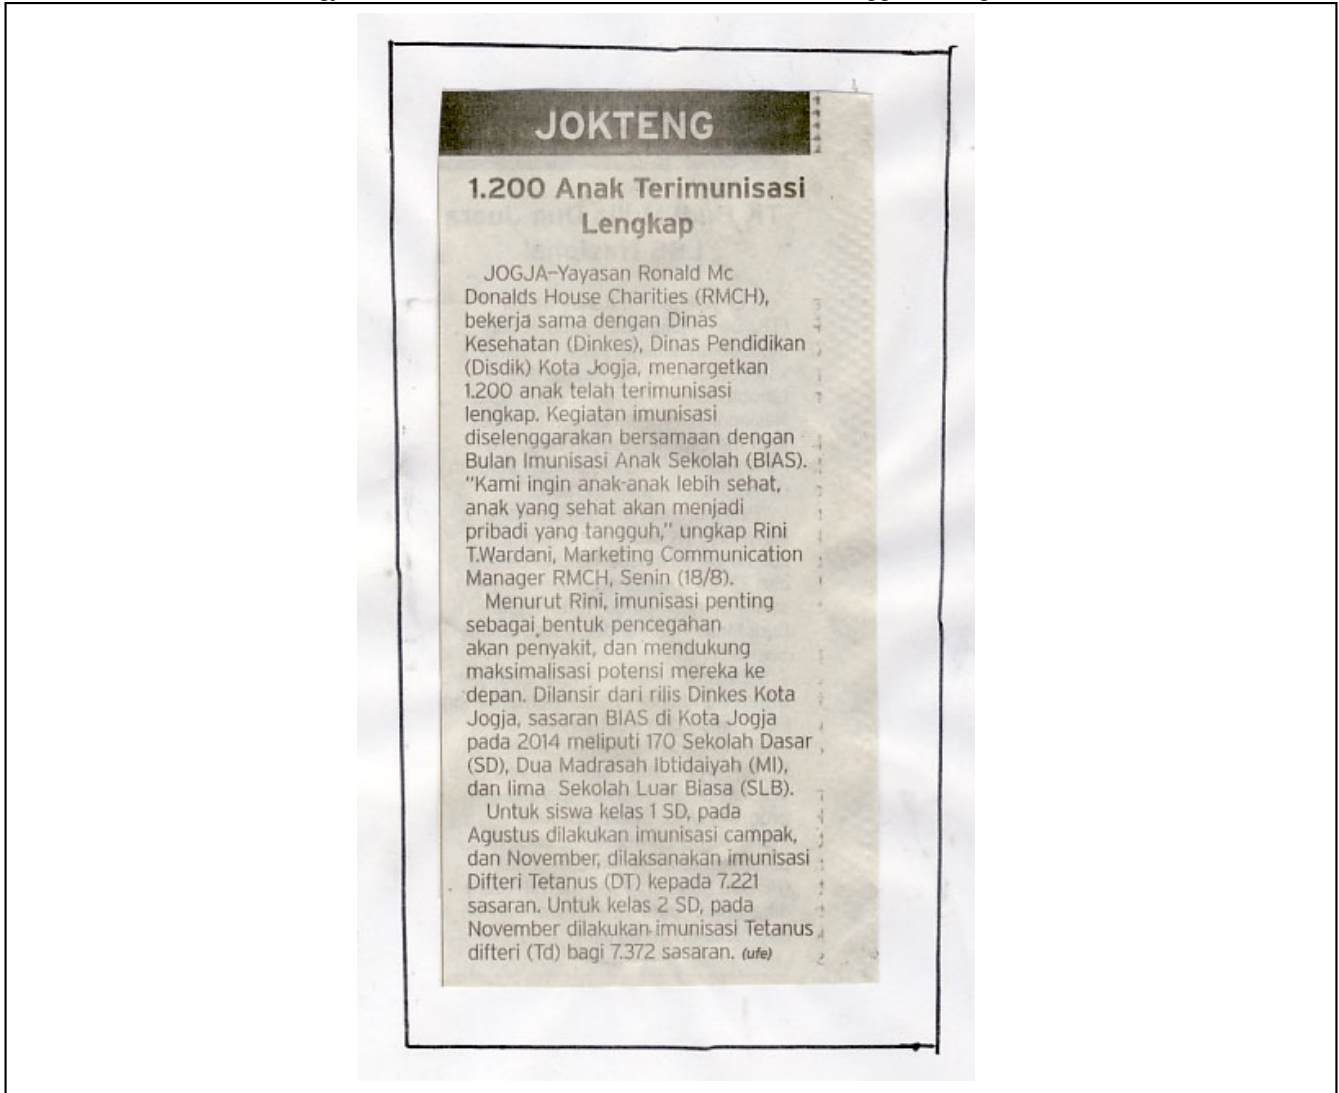 JOKTENG
1.200 Anak Terimunisasi
Lengkap
JOGJA–Yayasan Ronald Mc
Donalds House Charities (RMCH),
bekerja sama dengan Dinas
Kesehatan (Dinkes), Dinas Pendidikan
(Disdik) Kota Jogja, menargetkan
1.200 anak telah terimunisasi
lengkap. Kegiatan imunisasi
diselenggarakan bersamaan dengan
Bulan Imunisasi Anak Sekolah (BIAS).
"Kami ingin anak-anak lebih sehat,
anak yang sehat akan menjadi
pribadi yang tangguh," ungkap Rini
T.Wardani, Marketing Communication
Manager RMCH, Senin (18/8).
Menurut Rini, imunisasi penting
sebagai bentuk pencegahan
akan penyakit, dan mendukung
maksimalisasi potensi mereka ke
depan. Dilansir dari rilis Dinkes Kota
Jogja, sasaran BIAS di Kota Jogja
pada 2014 meliputi 170 Sekolah Dasar
(SD), Dua Madrasah Ibtidaiyah (MI),
dan lima Sekolah Luar Biasa (SLB).
Untuk siswa kelas 1 SD, pada
Agustus dilakukan imunisasi campak,
dan November, dilaksanakan imunisasi
Difteri Tetanus (DT) kepada 7.221
sasaran. Untuk kelas 2 SD, pada
November dilakukan imunisasi Tetanus
difteri (Td) bagi 7.372 sasaran. (ufe)